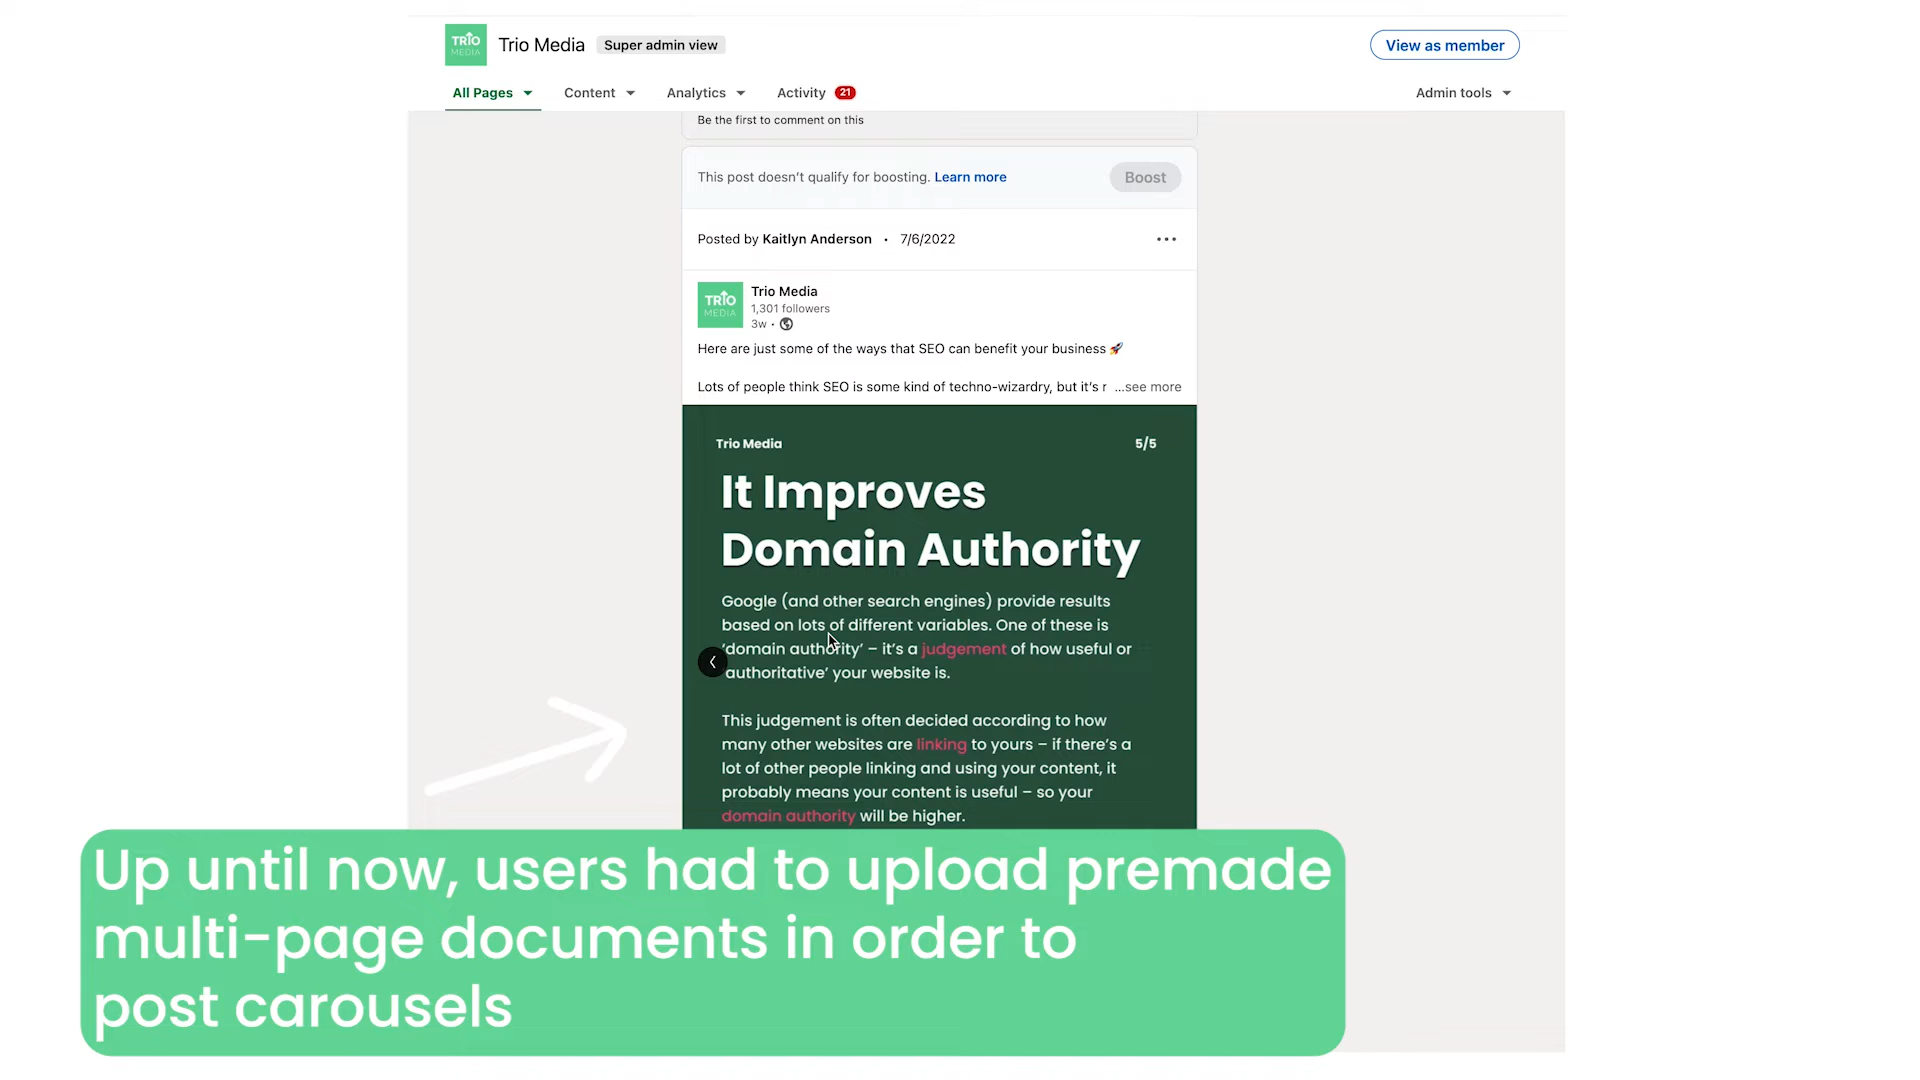 TRIO
MEDIA
Trio Media
Super admin view
View as member
All Pages
Content
Analytics
Activity
21
Admin tools
Be the first to comment on this
This post doesn't qualify for boosting. Learn more
Boost
Posted by Kaitlyn Anderson • 7/6/2022
TRIO
MEDIA
Trio Media
1,301 followers
3w •
Here are just some of the ways that SEO can benefit your business 🚀
Lots of people think SEO is some kind of techno-wizardry, but it's r ...see more
Trio Media
5/5
It Improves
Domain Authority
Google (and other search engines) provide results
based on lots of different variables. One of these is
'domain authority' – it's a judgement of how useful or
'authoritative' your website is.
This judgement is often decided according to how
many other websites are linking to yours – if there's a
lot of other people linking and using your content, it
probably means your content is useful – so your
domain authority will be higher.
Up until now, users had to upload premade
multi-page documents in order to
post carousels